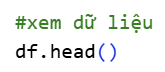 #xem dữ liệu
df.head()